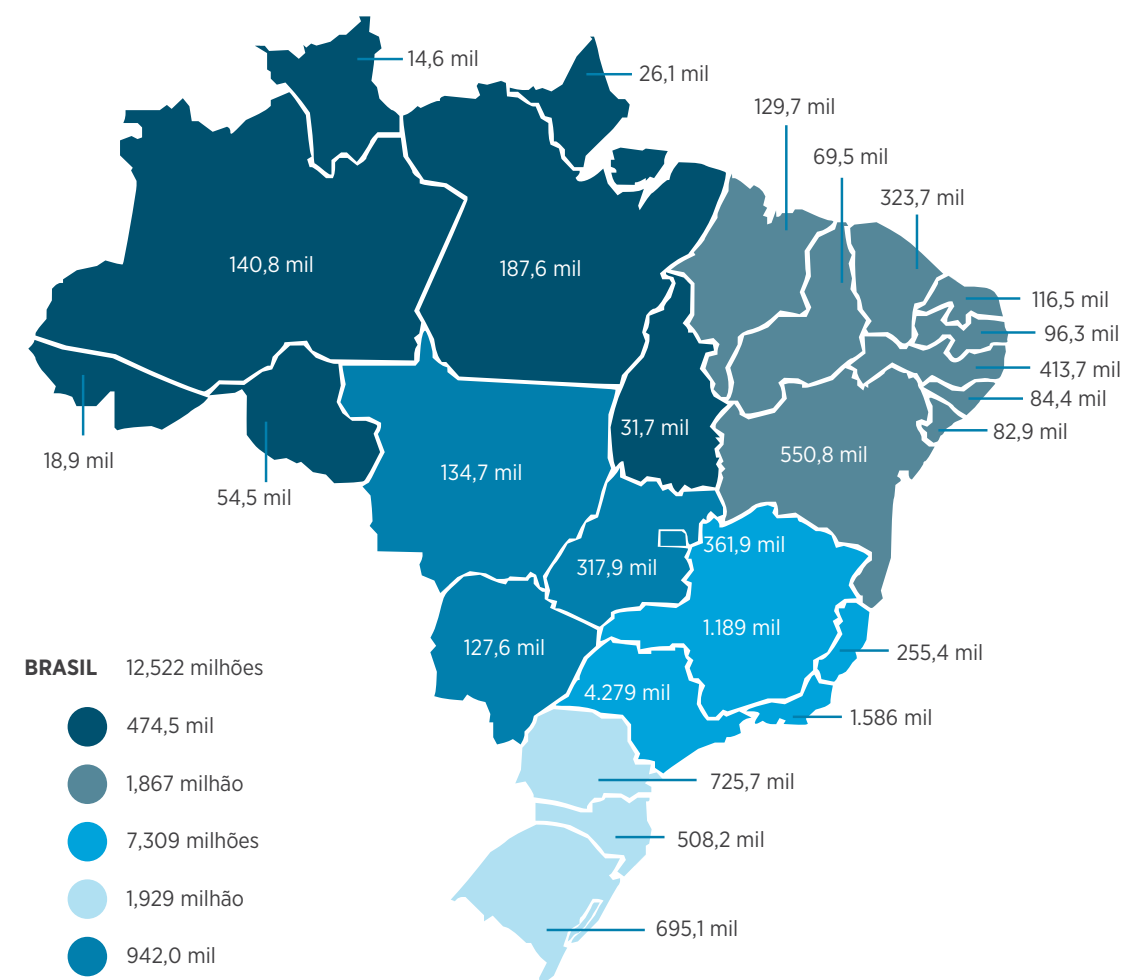 14,6 mil
26,1 mil
129,7 mil
69,5 mil
323,7 mil
140,8 mil
187,6 mil
116,5 mil
96,3 mil
413,7 mil
84,4 mil
31,7 mil
82,9 mil
550,8 mil
18,9 mil
134,7 mil
54,5 mil
361,9 mil
317,9 mil
1.189 mil
127,6 mil
255,4 mil
BRASIL 12,522 milhões
4.279 mil
1.586 mil
474,5 mil
725,7 mil
1,867 milhão
7,309 milhões
508,2 mil
1,929 milhão
695,1 mil
942,0 mil